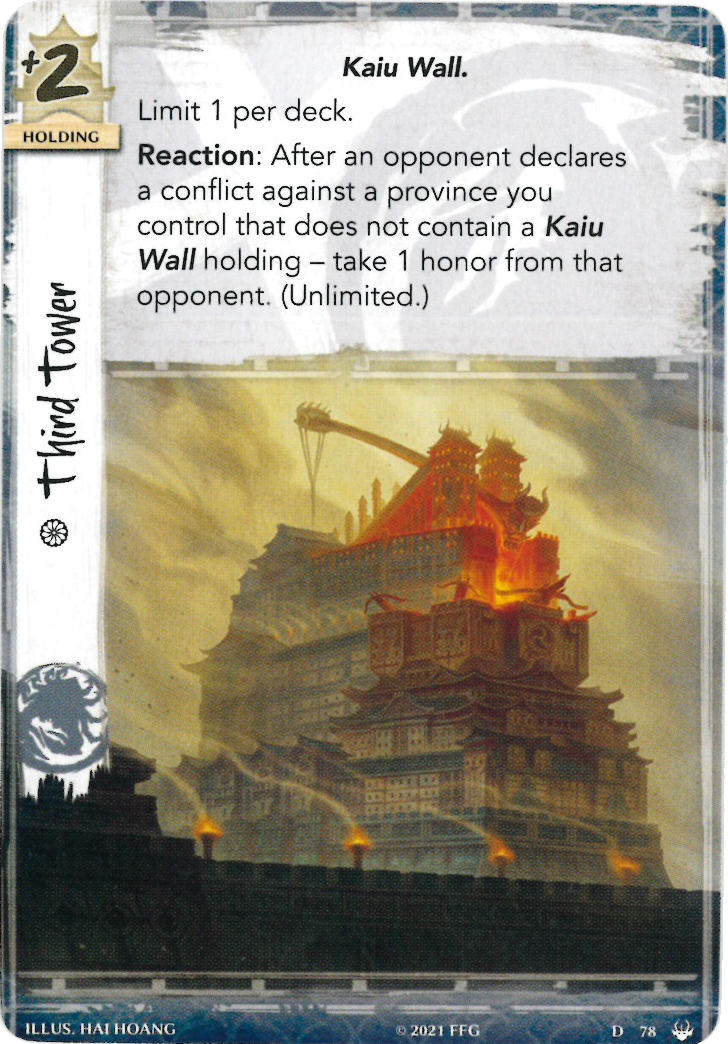 +2
HOLDING
Kaiu Wall.
Limit 1 per deck.
Reaction: After an opponent declares
a conflict against a province you
control that does not contain a Kaiu
Wall holding – take 1 honor from that
opponent. (Unlimited.)
Third Tower
ILLUS. HAI HOANG
© 2021 FFG
D 78